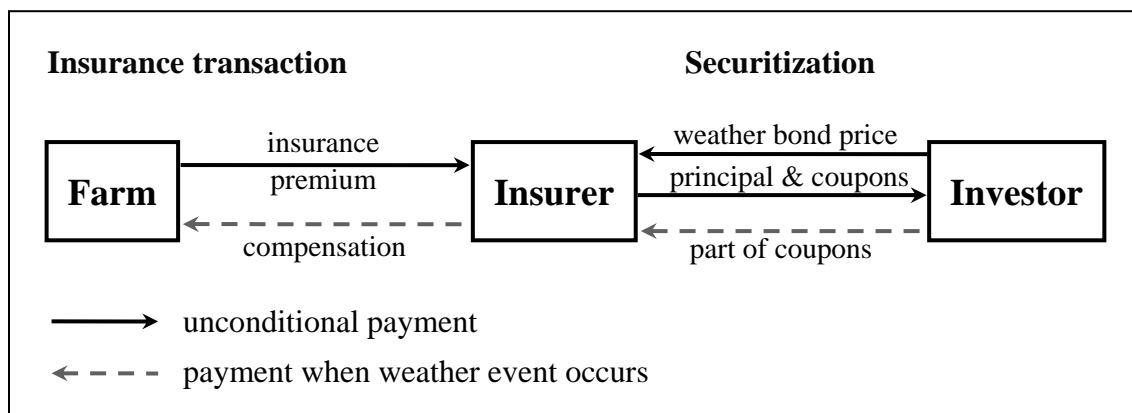 Insurance transaction
Securitization
insurance
premium
weather bond price
principal & coupons
Farm
Insurer
Investor
compensation
part of coupons
unconditional payment
payment when weather event occurs